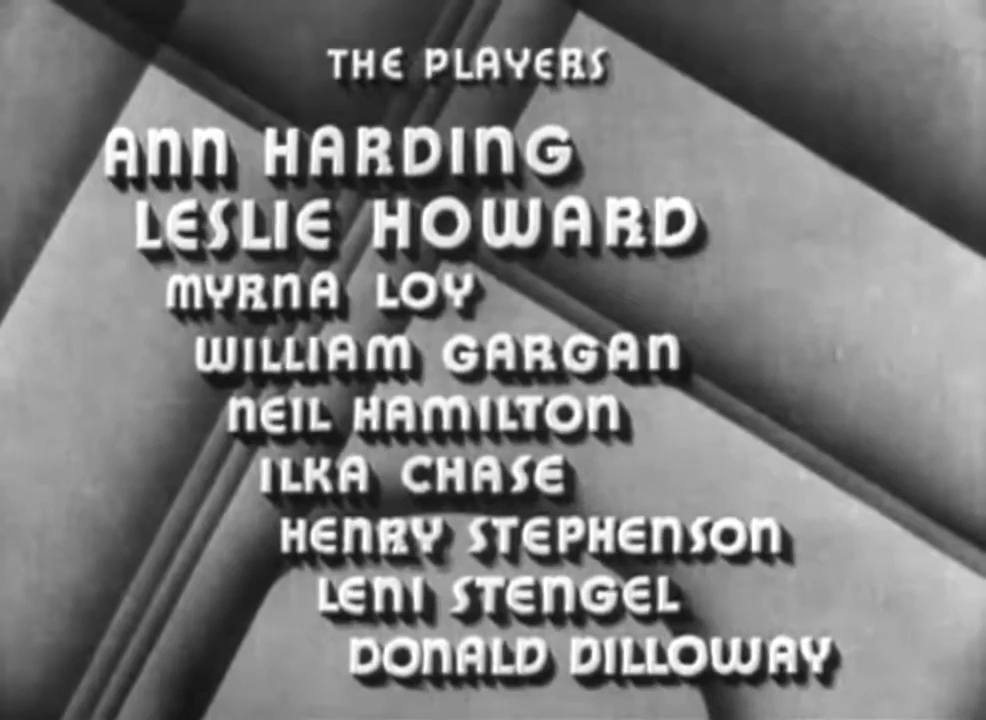 THE PLAYERS
ANN HARDING
LESLIE HOWARD
MYRNA LOY
WILLIAM GARGAN
NEIL HAMILTON
ILKA CHASE
HENRY STEPHENSON
LENI STENGEL
DONALD DILLOWAY